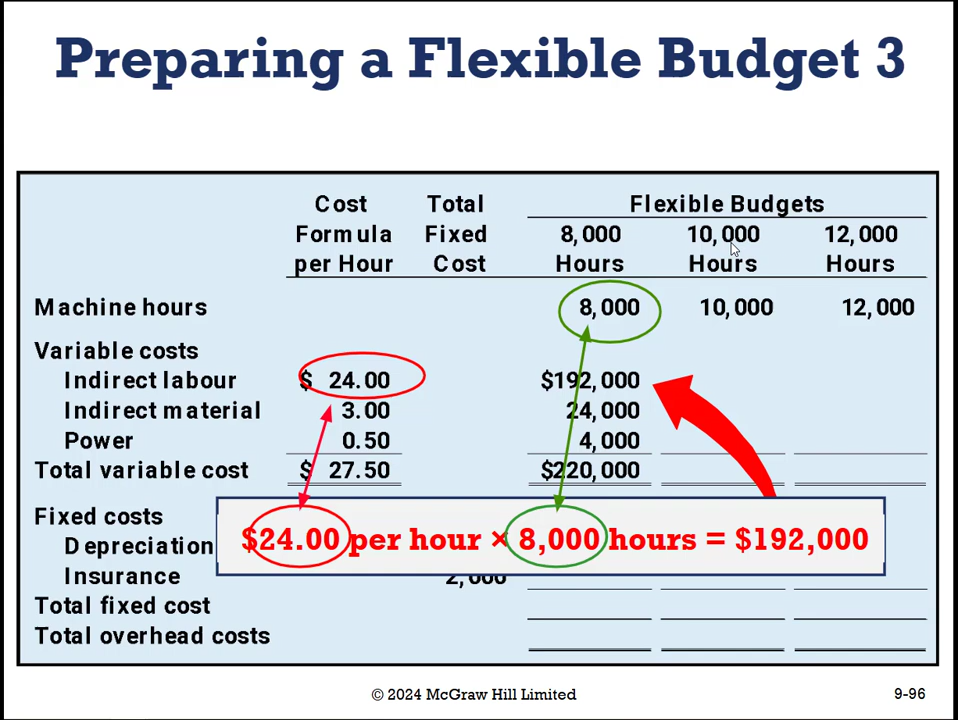 Preparing a Flexible Budget 3
Cost Total Flexible Budgets
Formula Fixed 8,000 10,000 12,000
per Hour Cost Hours Hours Hours
Machine hours 8,000 10,000 12,000
Variable costs
Indirect labour $ 24.00 $192,000
Indirect material 3.00 24,000
Power 0.50 4,000
Total variable cost $ 27.50 $220,000
Fixed costs
$24.00 per hour × 8,000 hours = $192,000
Depreciation
Insurance 2,000
Total fixed cost
Total overhead costs
© 2024 McGraw Hill Limited
9-96